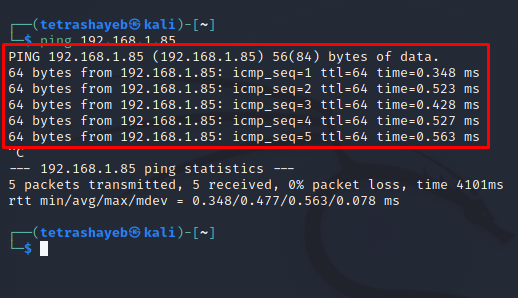 ┌──(tetrashayeb㉿kali)-[~]
└─$ ping 192.168.1.85
PING 192.168.1.85 (192.168.1.85) 56(84) bytes of data.
64 bytes from 192.168.1.85: icmp_seq=1 ttl=64 time=0.348 ms
64 bytes from 192.168.1.85: icmp_seq=2 ttl=64 time=0.523 ms
64 bytes from 192.168.1.85: icmp_seq=3 ttl=64 time=0.428 ms
64 bytes from 192.168.1.85: icmp_seq=4 ttl=64 time=0.527 ms
64 bytes from 192.168.1.85: icmp_seq=5 ttl=64 time=0.563 ms
^C
--- 192.168.1.85 ping statistics ---
5 packets transmitted, 5 received, 0% packet loss, time 4101ms
rtt min/avg/max/mdev = 0.348/0.477/0.563/0.078 ms
┌──(tetrashayeb㉿kali)-[~]
└─$